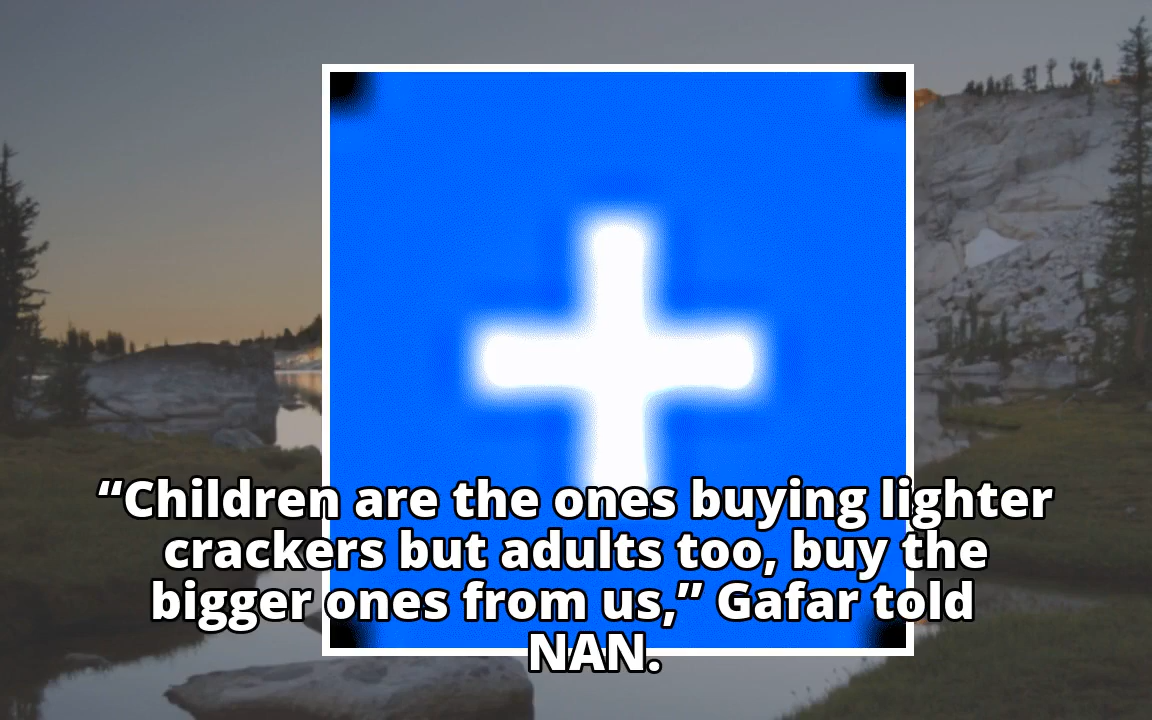 “Children are the ones buying lighter
crackers but adults too, buy the
bigger ones from us,” Gafar told
NAN.